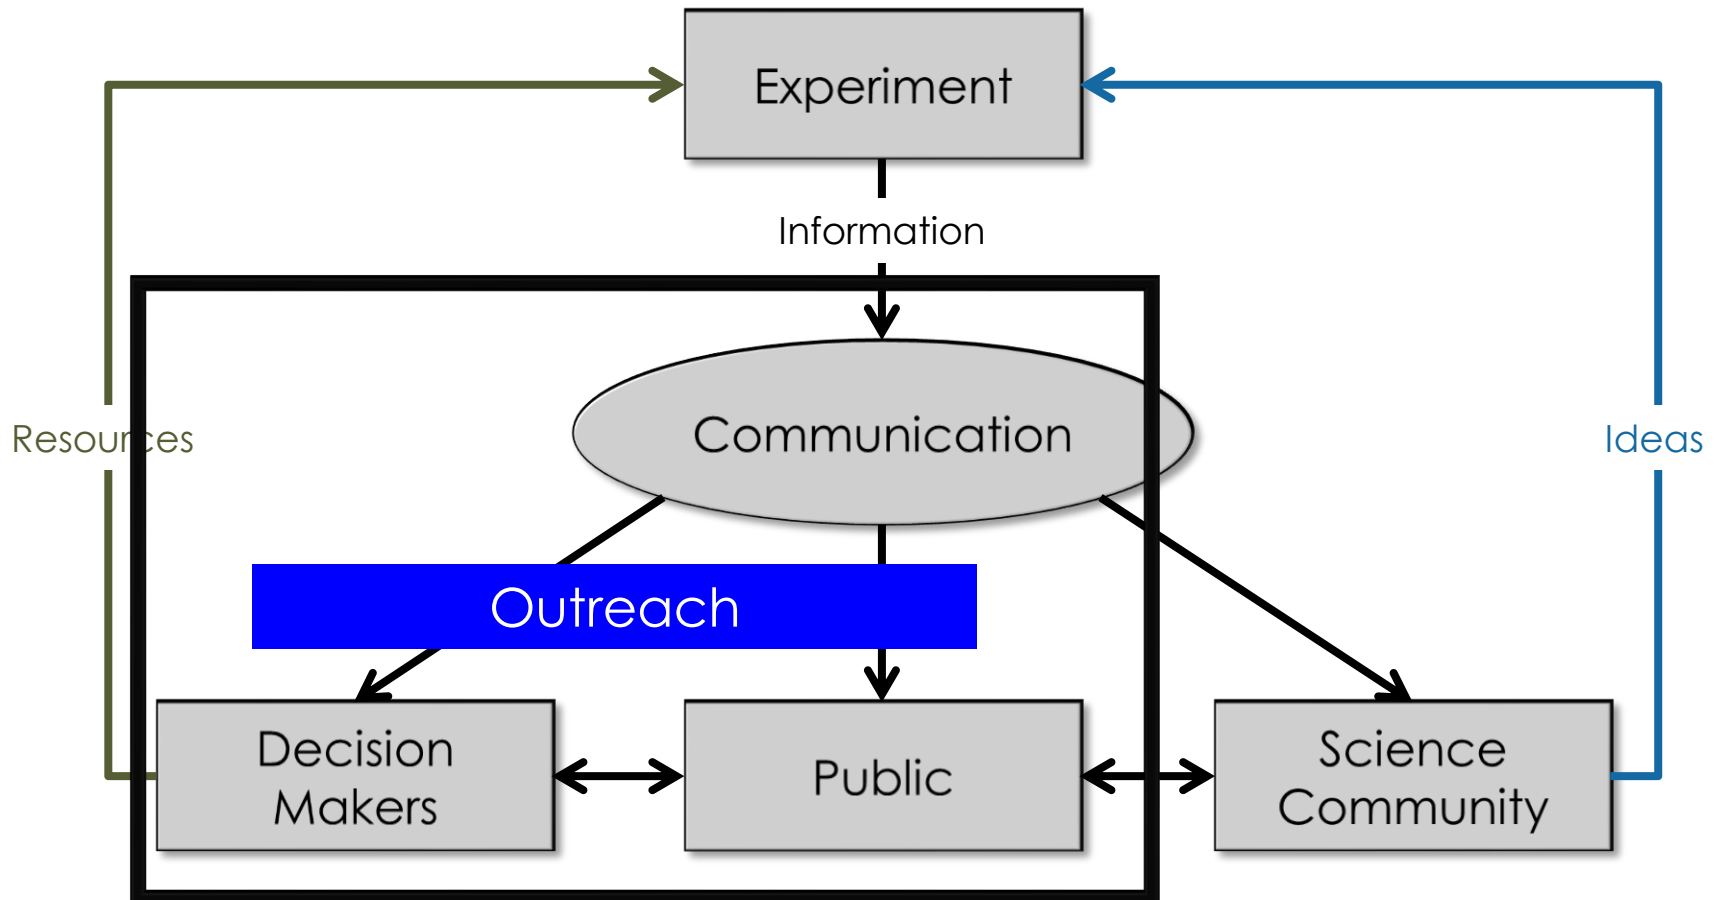 Experiment
Information
Communication
Resources
Ideas
Outreach
Decision
Makers
Public
Science
Community